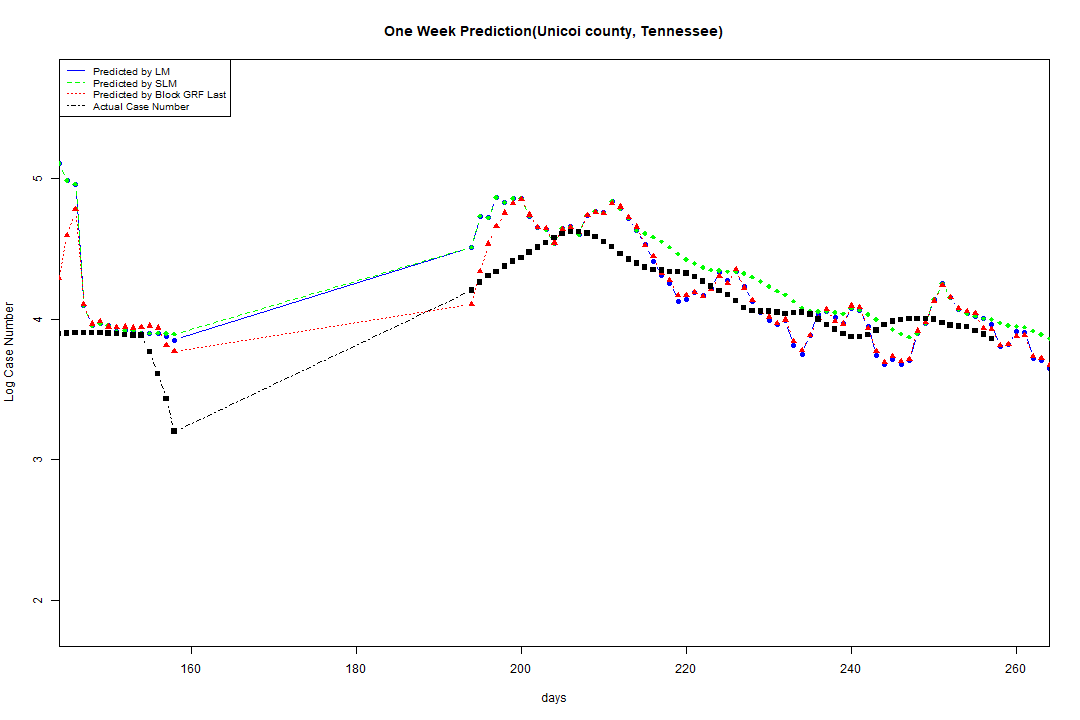 One Week Prediction(Unicoi county, Tennessee)
Predicted by LM
Predicted by SLM
Predicted by Block GRF Last
Actual Case Number
5
4
3
2
Log Case Number
160 180 200 220 240 260
days